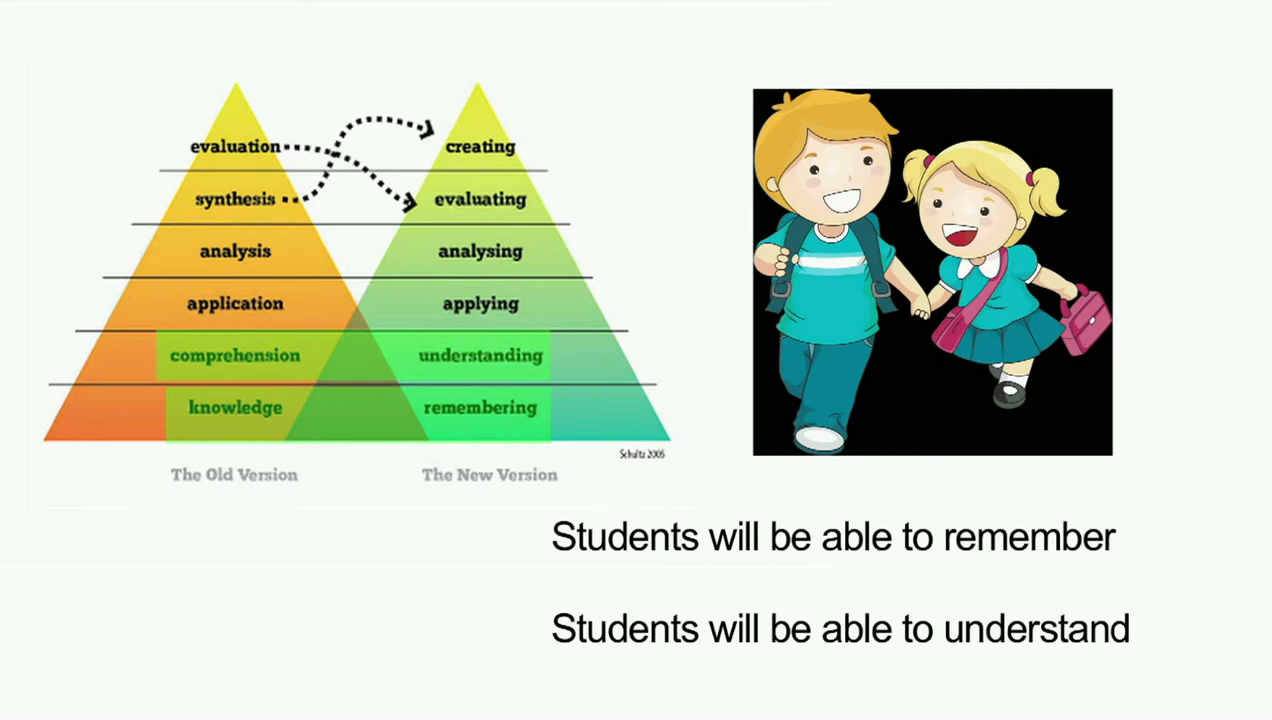 evaluation
creating
synthesis
evaluating
analysis
analysing
application
applying
comprehension
understanding
knowledge
remembering
Schultz 2005
The Old Version
The New Version
Students will be able to remember
Students will be able to understand